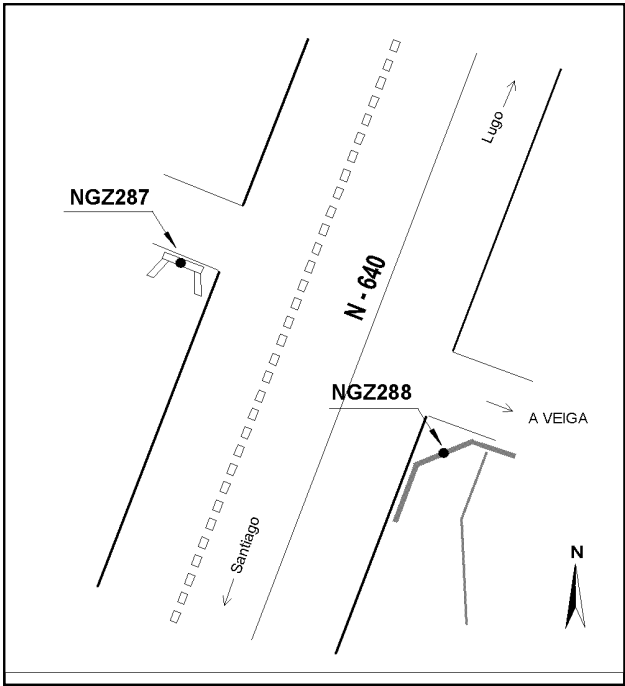 Lugo
NGZ287
N - 640
NGZ288
A VEIGA
Santiago
N